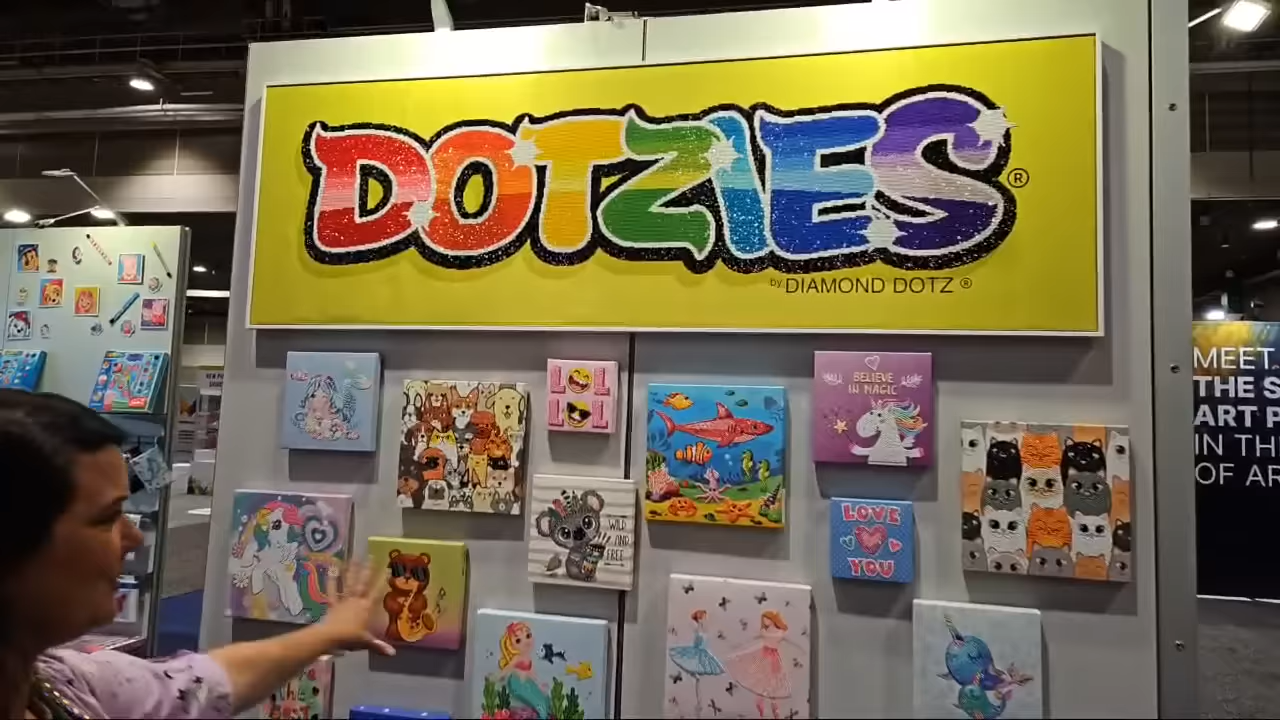 DOTZIES®
by DIAMOND DOTZ®
LOL
LOL
BELIEVE
IN MAGIC
WILD
AND
FREE
LOVE
YOU
MEET
THE S
ART P
IN TH
OF AR